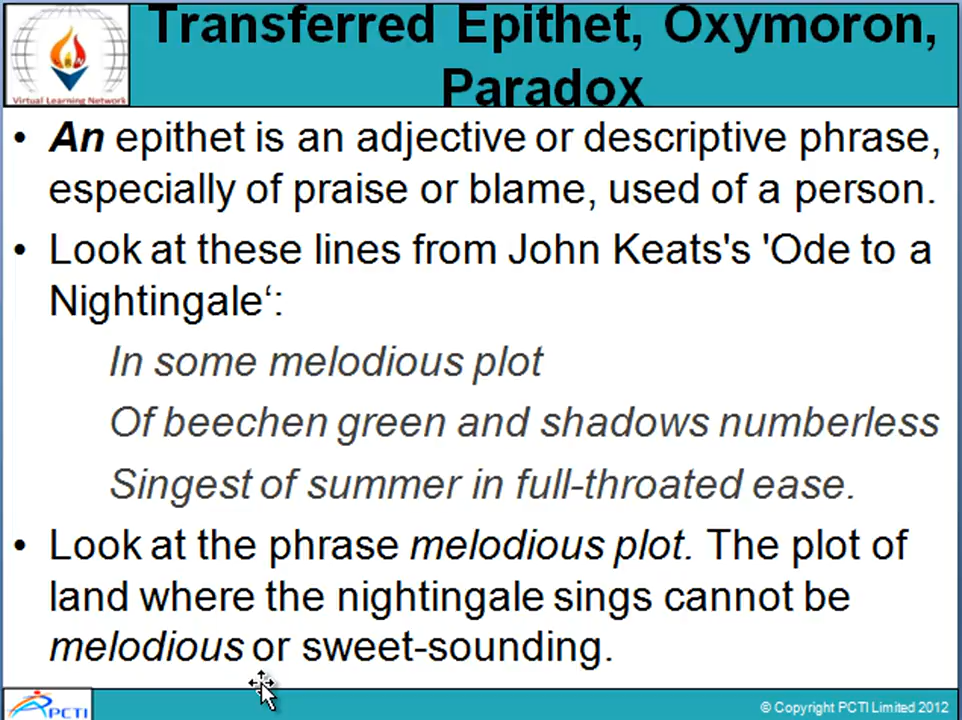 Transferred Epithet, Oxymoron,
Paradox
Virtual Learning Network
• An epithet is an adjective or descriptive phrase,
especially of praise or blame, used of a person.
• Look at these lines from John Keats's 'Ode to a
Nightingale‘:
In some melodious plot
Of beechen green and shadows numberless
Singest of summer in full-throated ease.
• Look at the phrase melodious plot. The plot of
land where the nightingale sings cannot be
melodious or sweet-sounding.
PCTI
© Copyright PCTI Limited 2012